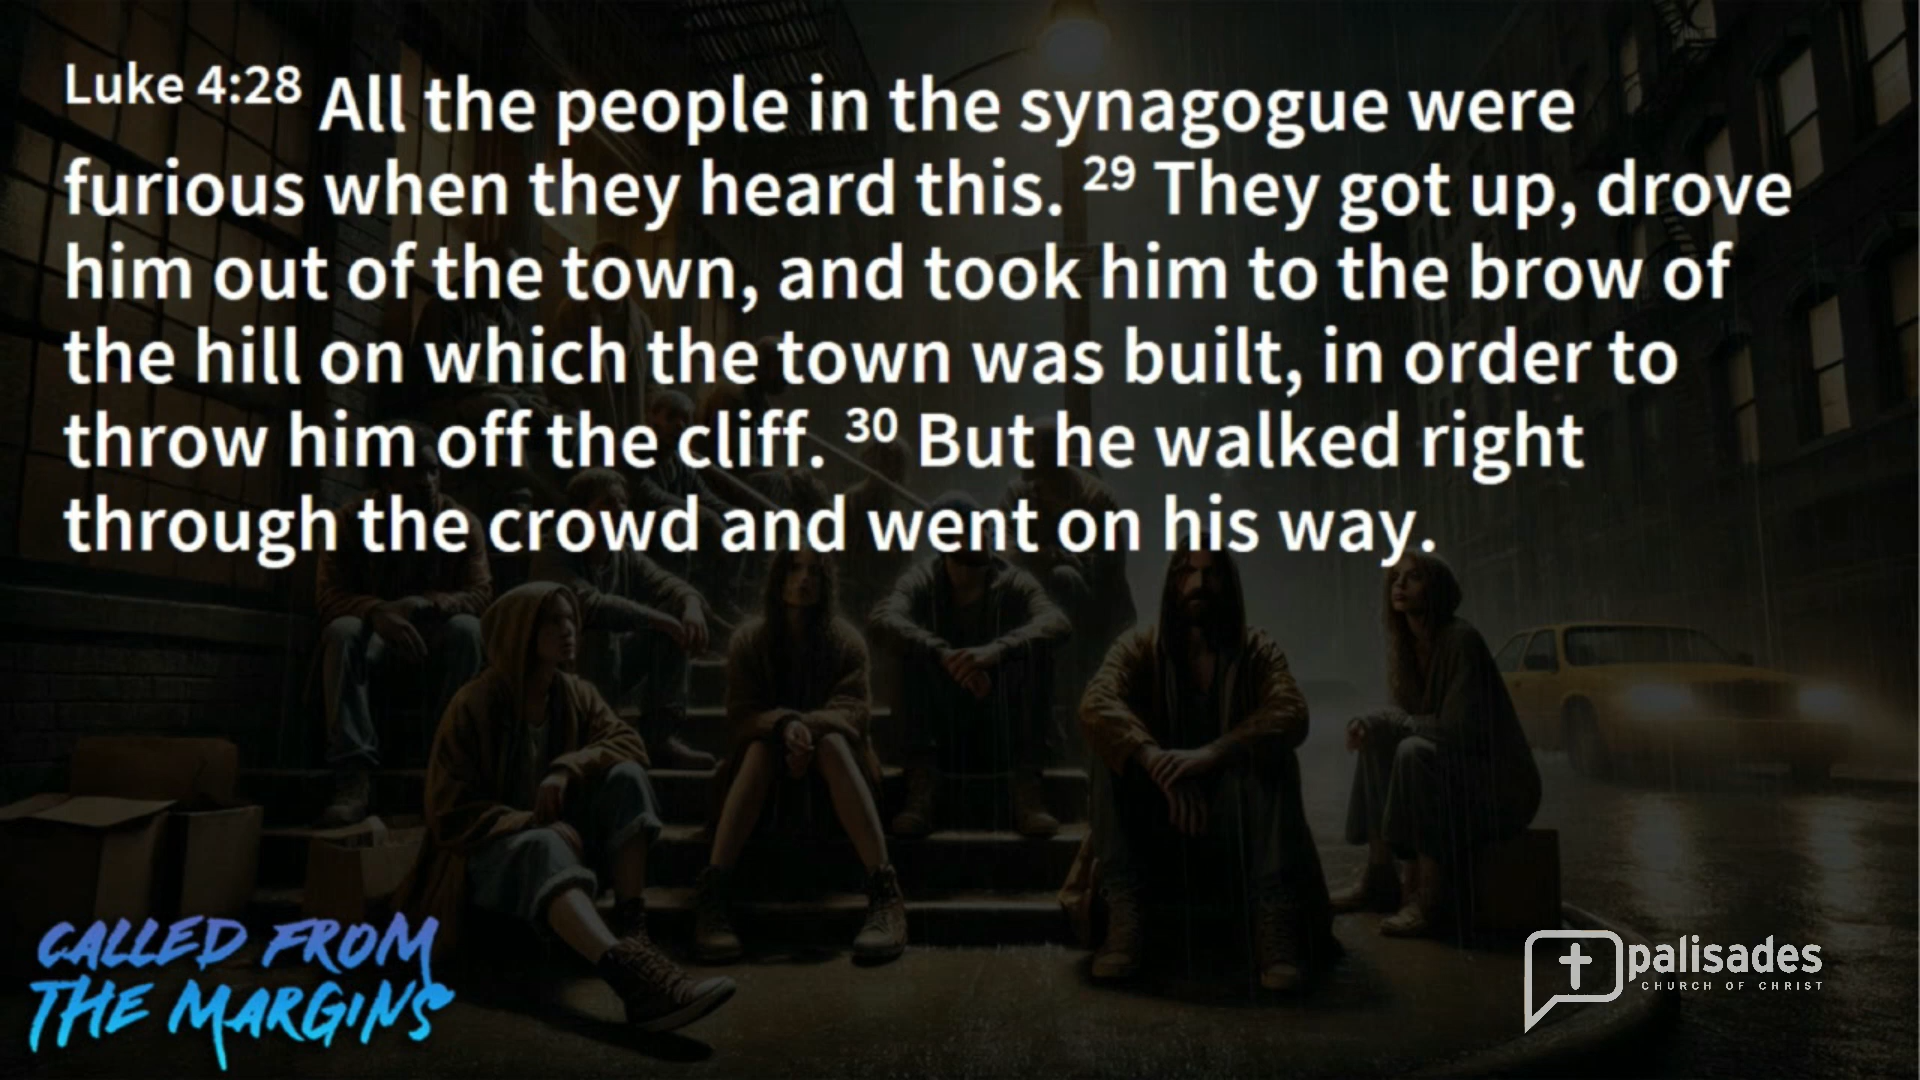 Luke 4:28 All the people in the synagogue were
furious when they heard this. 29 They got up, drove
him out of the town, and took him to the brow of
the hill on which the town was built, in order to
throw him off the cliff. 30 But he walked right
through the crowd and went on his way.
CALLED FROM
THE MARGINS
palisades
CHURCH OF CHRIST